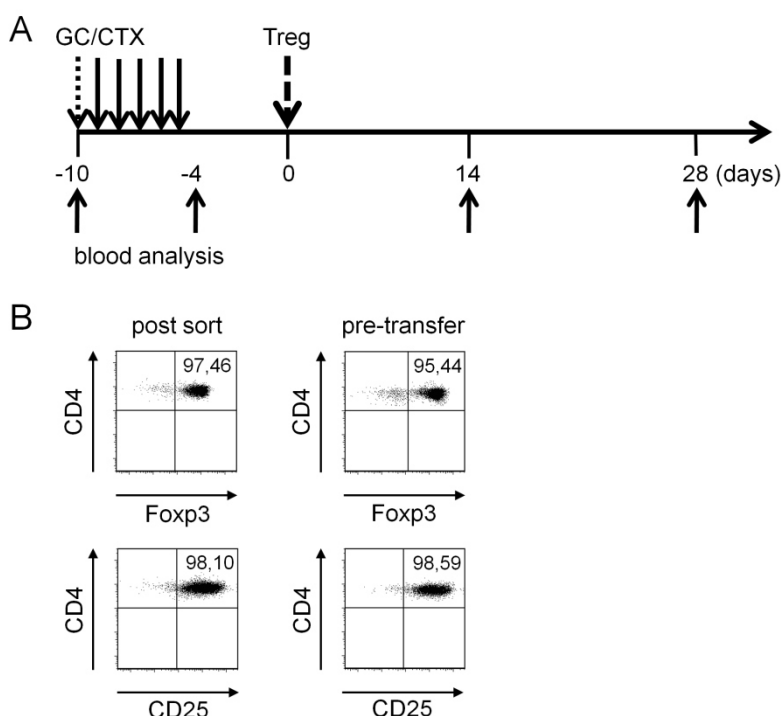 A
GC/CTX Treg
-10 -4 0 14 28 (days)
blood analysis
B
post sort pre-transfer
97,46 95,44
CD4 CD4
Foxp3 Foxp3
98,10 98,59
CD4 CD4
CD25 CD25